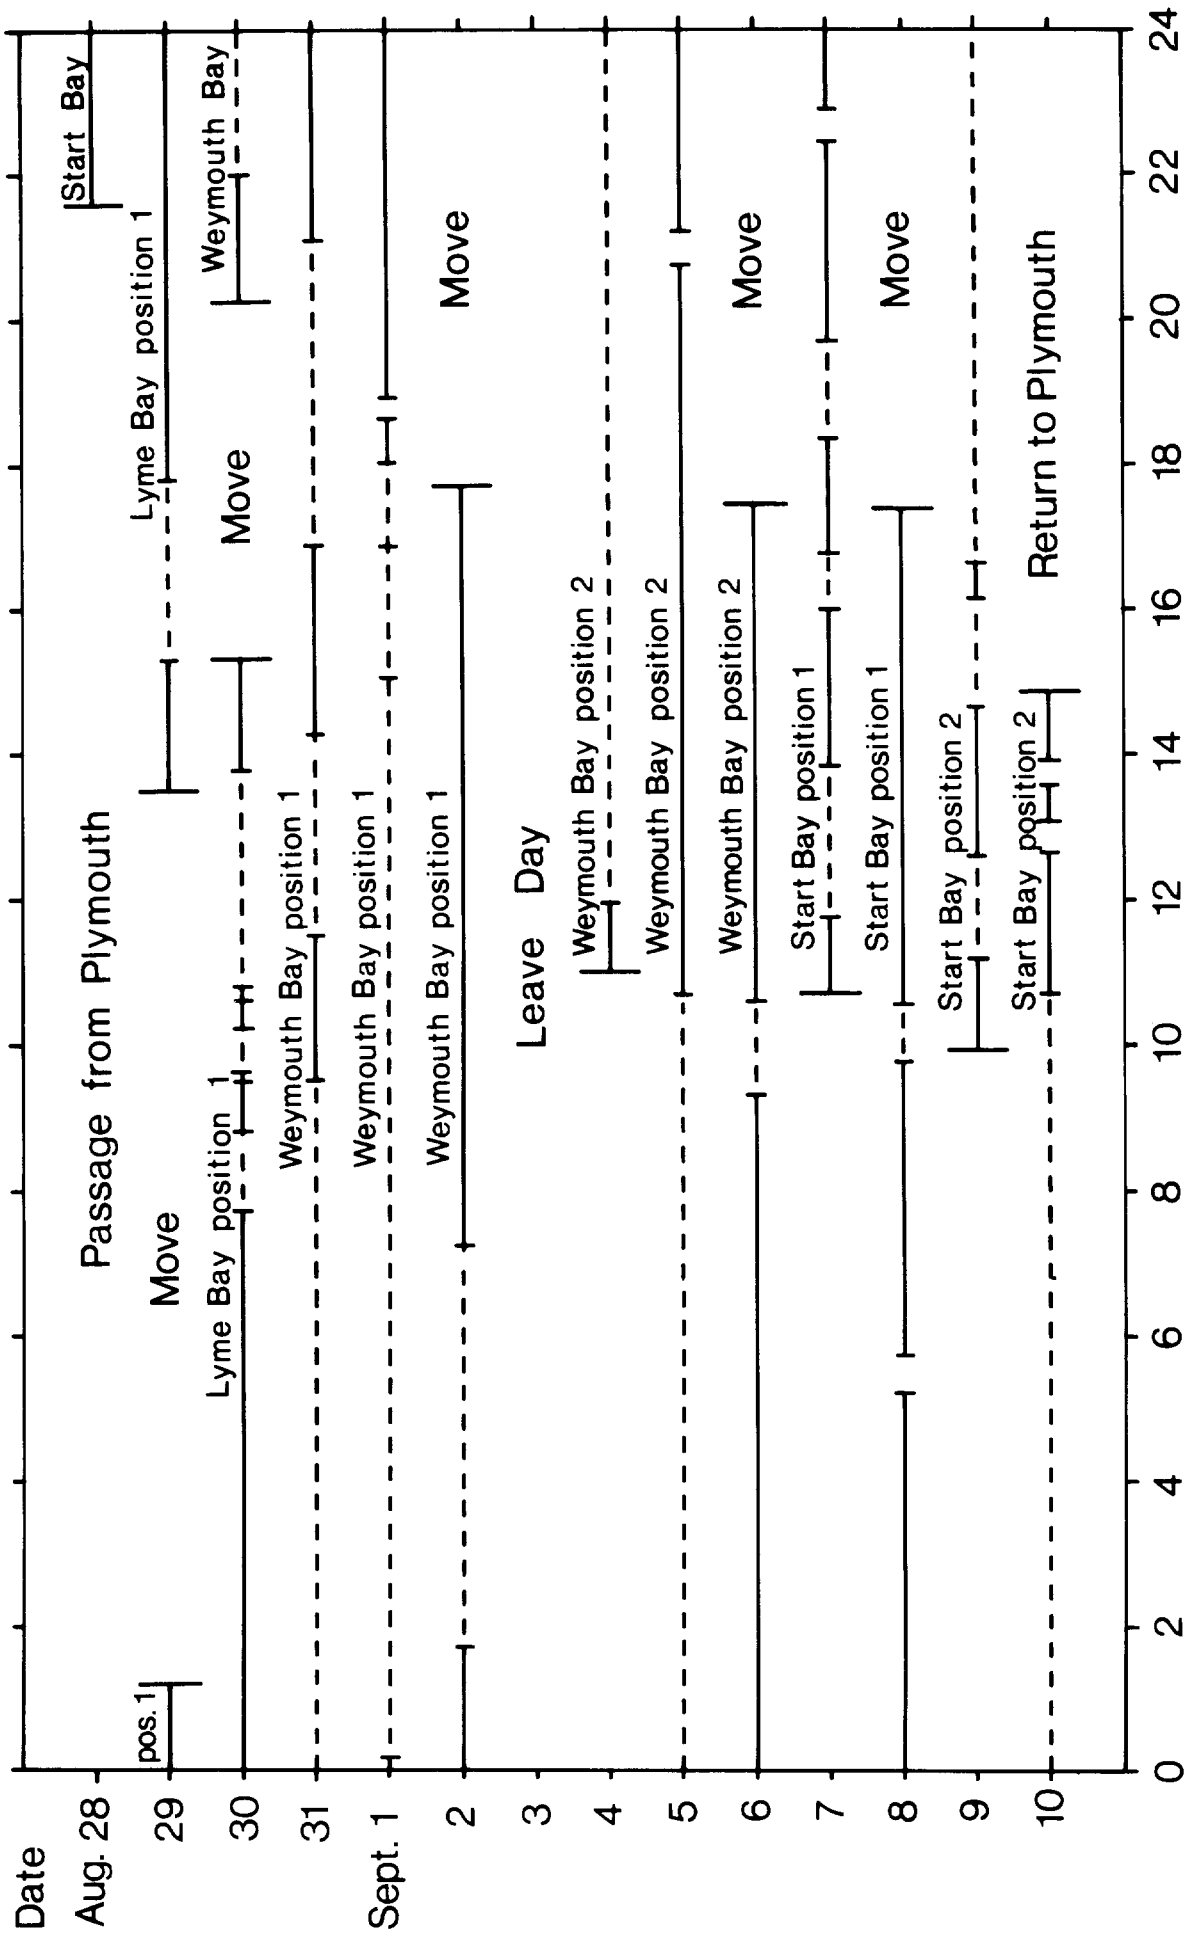 Date
Aug. 28 Passage from Plymouth Start Bay
29 pos. 1 Move Lyme Bay position 1
30 Lyme Bay position 1 Move Weymouth Bay
31 Weymouth Bay position 1
Sept. 1 Weymouth Bay position 1
2 Weymouth Bay position 1 Move
3 Leave Day
4 Weymouth Bay position 2
5 Weymouth Bay position 2
6 Weymouth Bay position 2 Move
7 Start Bay position 1
8 Start Bay position 1 Move
9 Start Bay position 2
10 Start Bay position 2 Return to Plymouth
0 2 4 6 8 10 12 14 16 18 20 22 24